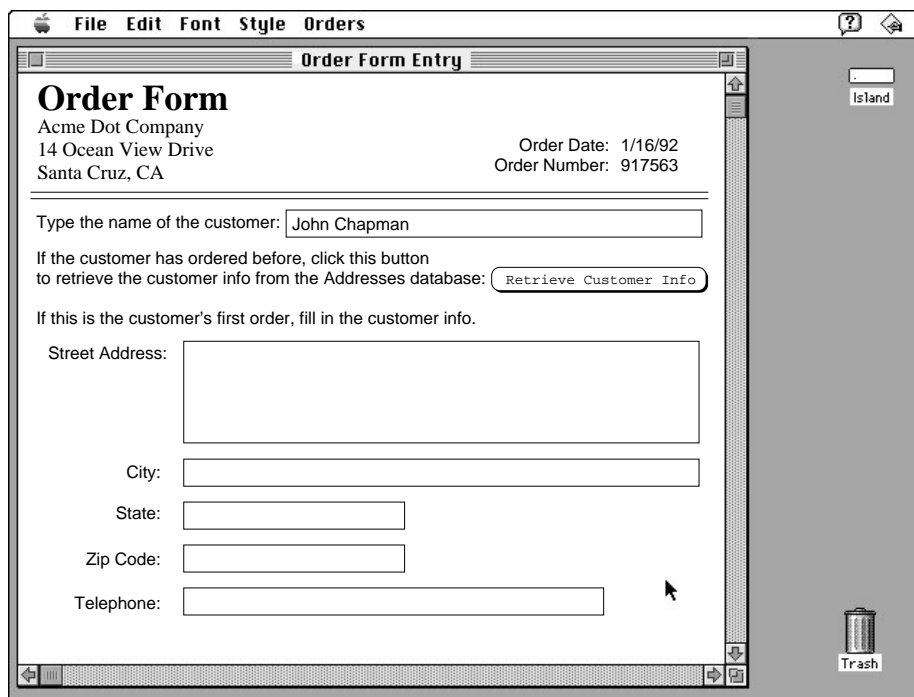 File Edit Font Style Orders
Order Form Entry
Island
Order Form
Acme Dot Company
14 Ocean View Drive
Santa Cruz, CA
Order Date: 1/16/92
Order Number: 917563
Type the name of the customer: John Chapman
If the customer has ordered before, click this button
to retrieve the customer info from the Addresses database: Retrieve Customer Info
If this is the customer's first order, fill in the customer info.
Street Address:
City:
State:
Zip Code:
Telephone:
Trash